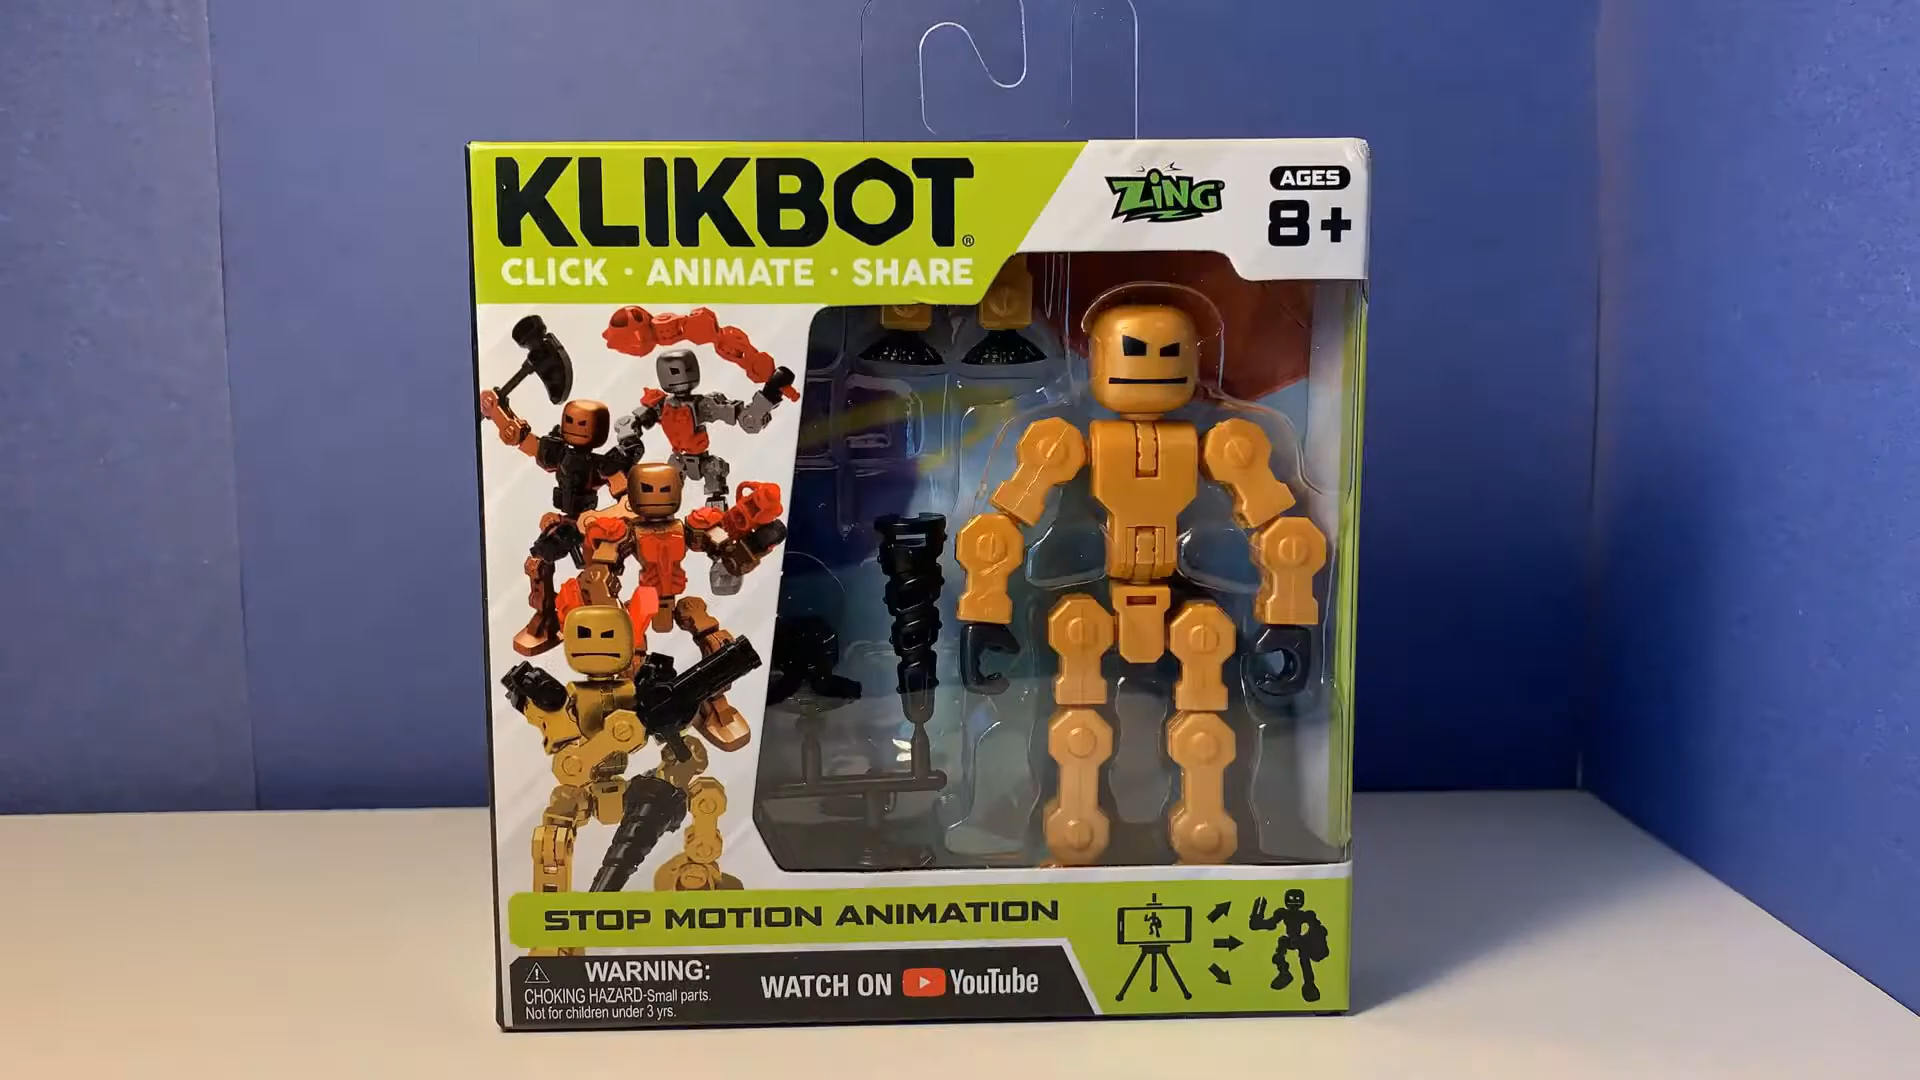 KLIKBOT®
CLICK · ANIMATE · SHARE
ZiNG
AGES
8+
STOP MOTION ANIMATION
WARNING:
CHOKING HAZARD-Small parts.
Not for children under 3 yrs.
WATCH ON YouTube